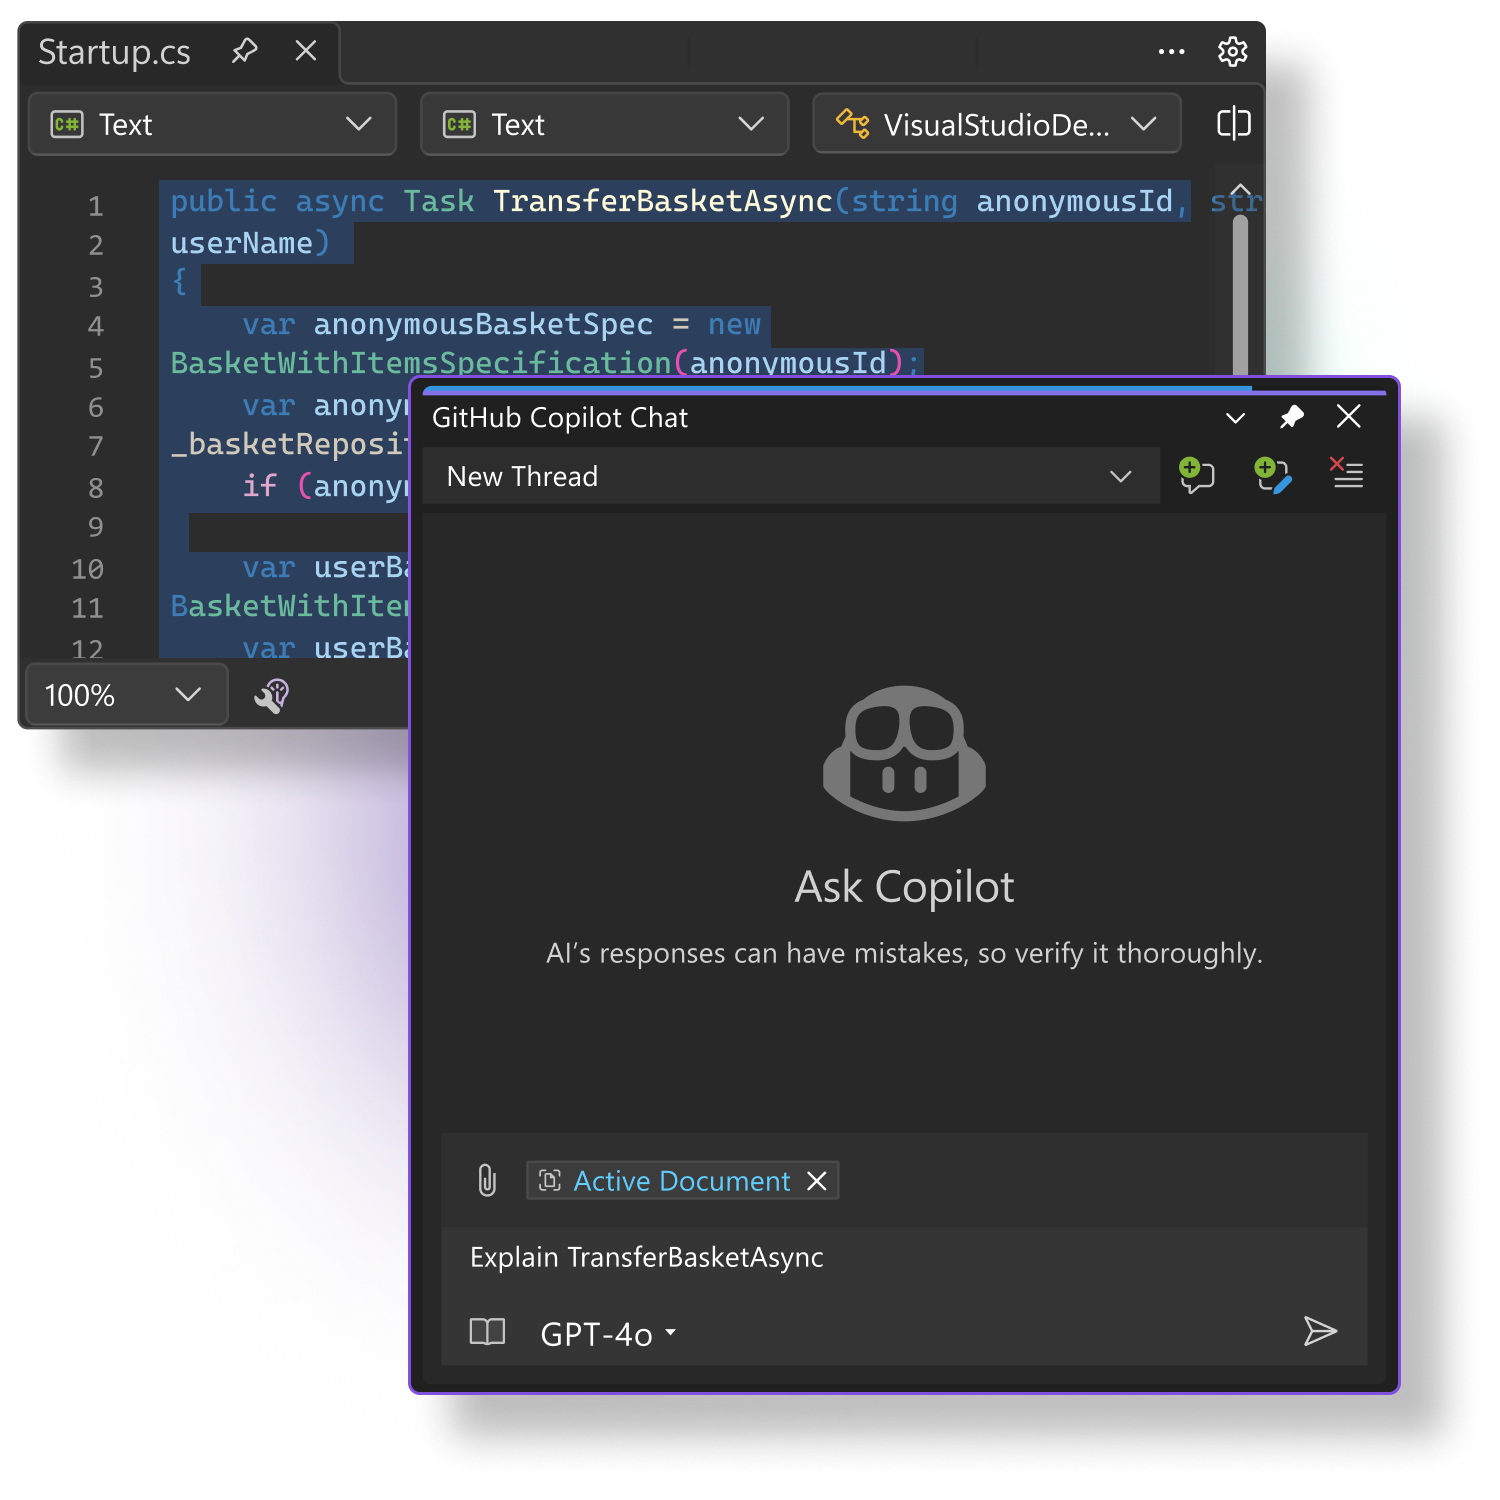 Startup.cs
C# Text
C# Text
VisualStudioDe...
1 public async Task TransferBasketAsync(string anonymousId, str
2 userName)
3 {
4 var anonymousBasketSpec = new
5 BasketWithItemsSpecification(anonymousId);
6 var anony
7 _basketReposi
8 if (anony
9
10 var userBa
11 BasketWithIte
12 var userBa
100%
GitHub Copilot Chat
New Thread
Ask Copilot
AI’s responses can have mistakes, so verify it thoroughly.
Active Document
Explain TransferBasketAsync
GPT-4o